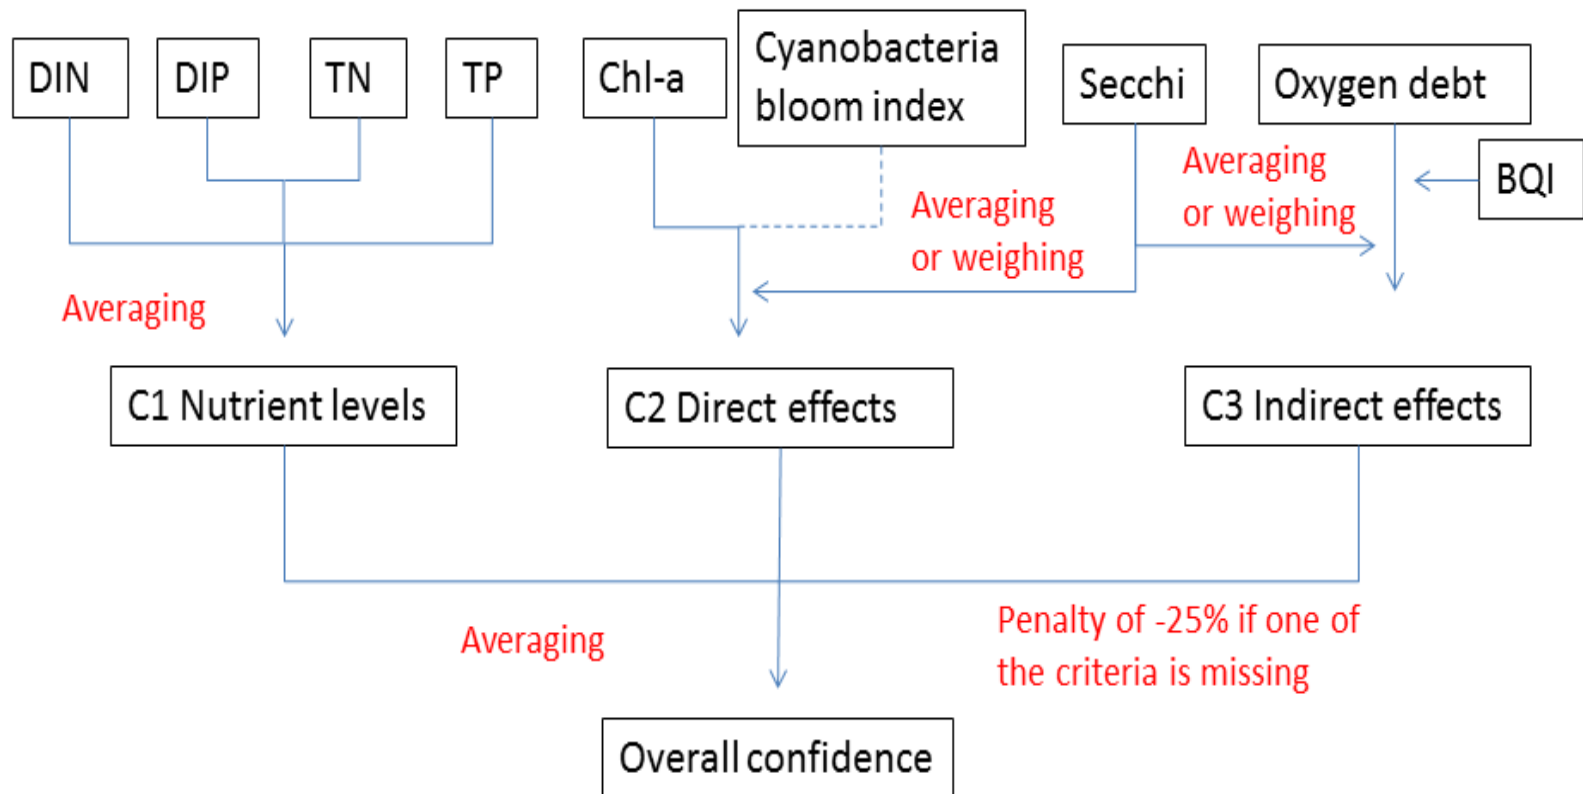 DIN
DIP
TN
TP
Chl-a
Cyanobacteria
bloom index
Secchi
Oxygen debt
BQI
Averaging
or weighing
Averaging
or weighing
Averaging
C1 Nutrient levels
C2 Direct effects
C3 Indirect effects
Averaging
Penalty of -25% if one of
the criteria is missing
Overall confidence